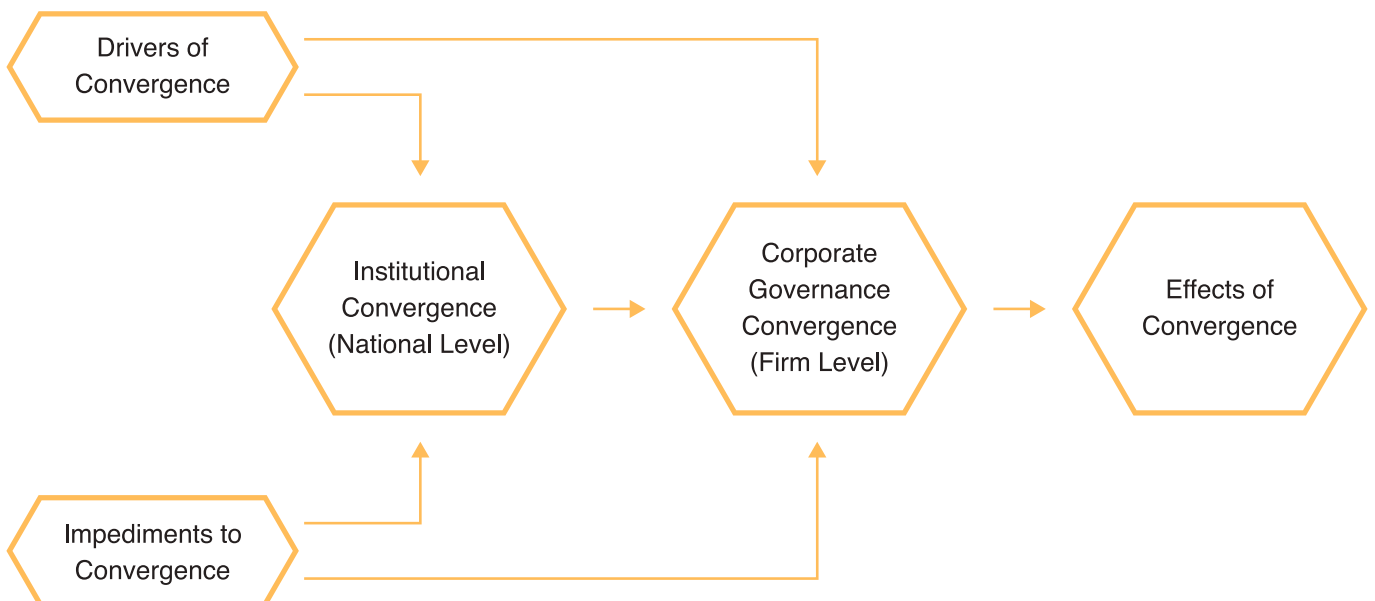 Drivers of
Convergence
Institutional
Convergence
(National Level)
Corporate
Governance
Convergence
(Firm Level)
Effects of
Convergence
Impediments to
Convergence